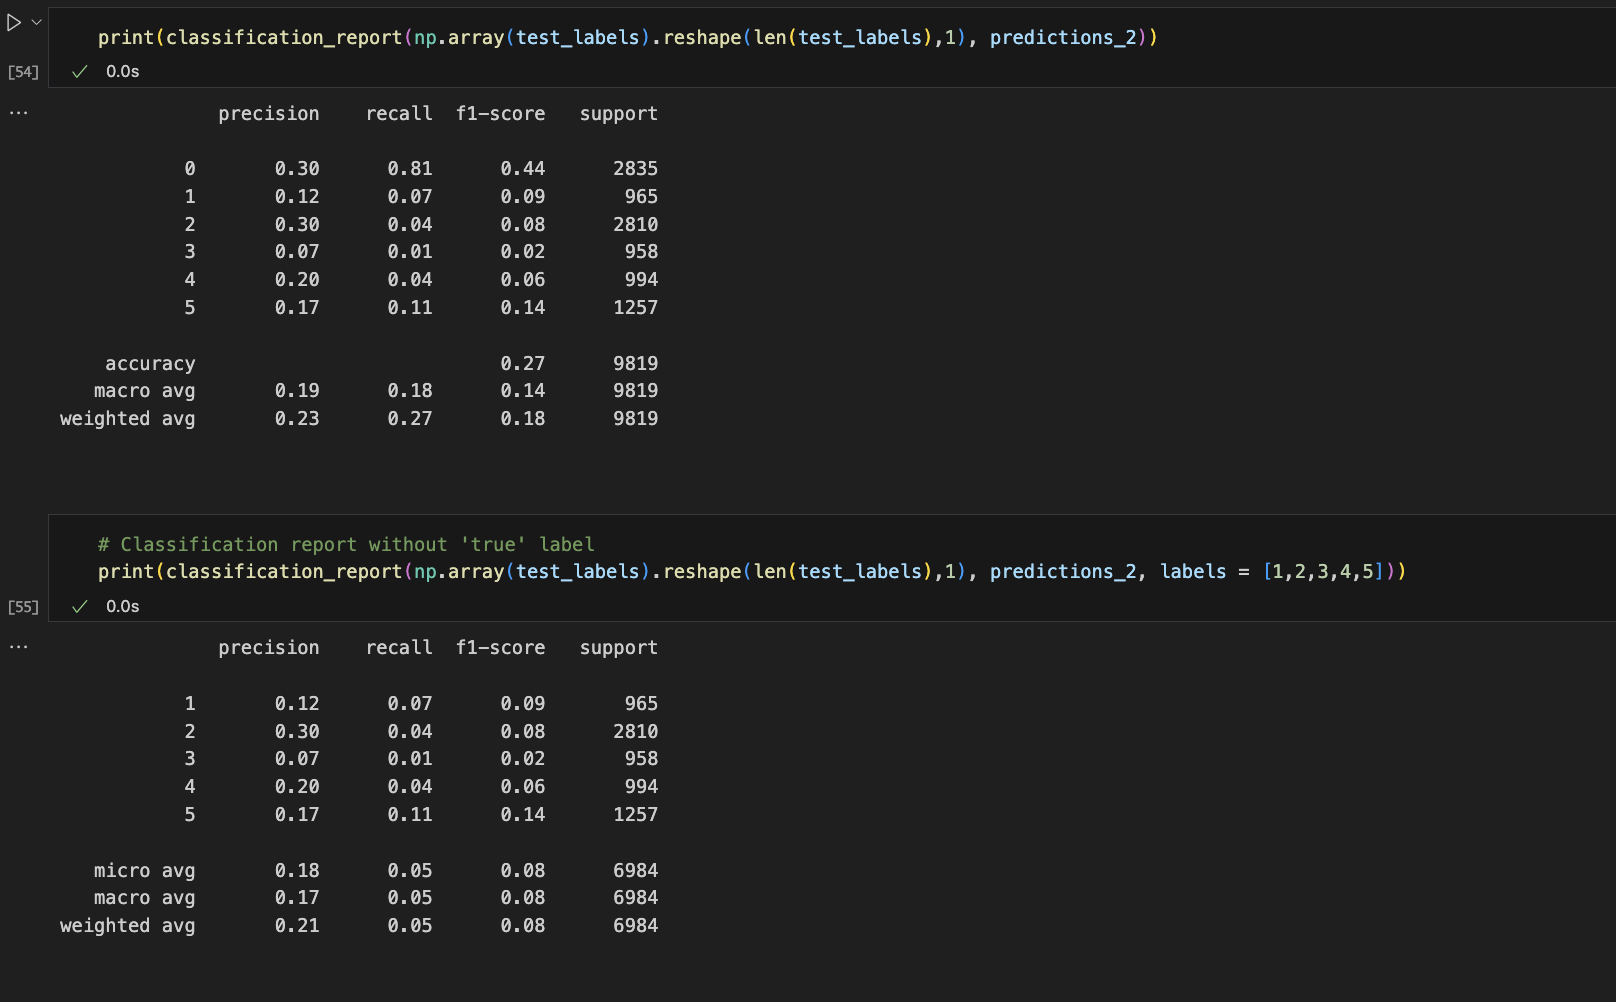 print(classification_report(np.array(test_labels).reshape(len(test_labels),1), predictions_2))
[54] ✓ 0.0s
... precision recall f1-score support
0 0.30 0.81 0.44 2835
1 0.12 0.07 0.09 965
2 0.30 0.04 0.08 2810
3 0.07 0.01 0.02 958
4 0.20 0.04 0.06 994
5 0.17 0.11 0.14 1257
accuracy 0.27 9819
macro avg 0.19 0.18 0.14 9819
weighted avg 0.23 0.27 0.18 9819
# Classification report without 'true' label
print(classification_report(np.array(test_labels).reshape(len(test_labels),1), predictions_2, labels = [1,2,3,4,5]))
[55] ✓ 0.0s
... precision recall f1-score support
1 0.12 0.07 0.09 965
2 0.30 0.04 0.08 2810
3 0.07 0.01 0.02 958
4 0.20 0.04 0.06 994
5 0.17 0.11 0.14 1257
micro avg 0.18 0.05 0.08 6984
macro avg 0.17 0.05 0.08 6984
weighted avg 0.21 0.05 0.08 6984